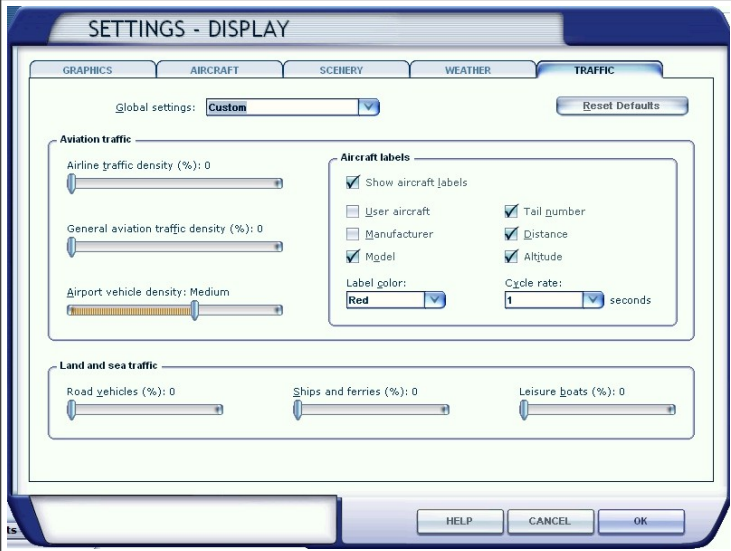 SETTINGS - DISPLAY
GRAPHICS AIRCRAFT SCENERY WEATHER TRAFFIC
Global settings: Custom Reset Defaults
Aviation traffic
Airline traffic density (%): 0
General aviation traffic density (%): 0
Airport vehicle density: Medium
Aircraft labels
Show aircraft labels
User aircraft Tail number
Manufacturer Distance
Model Altitude
Label color: Cycle rate:
Red 1 seconds
Land and sea traffic
Road vehicles (%): 0 Ships and ferries (%): 0 Leisure boats (%): 0
HELP CANCEL OK
ts